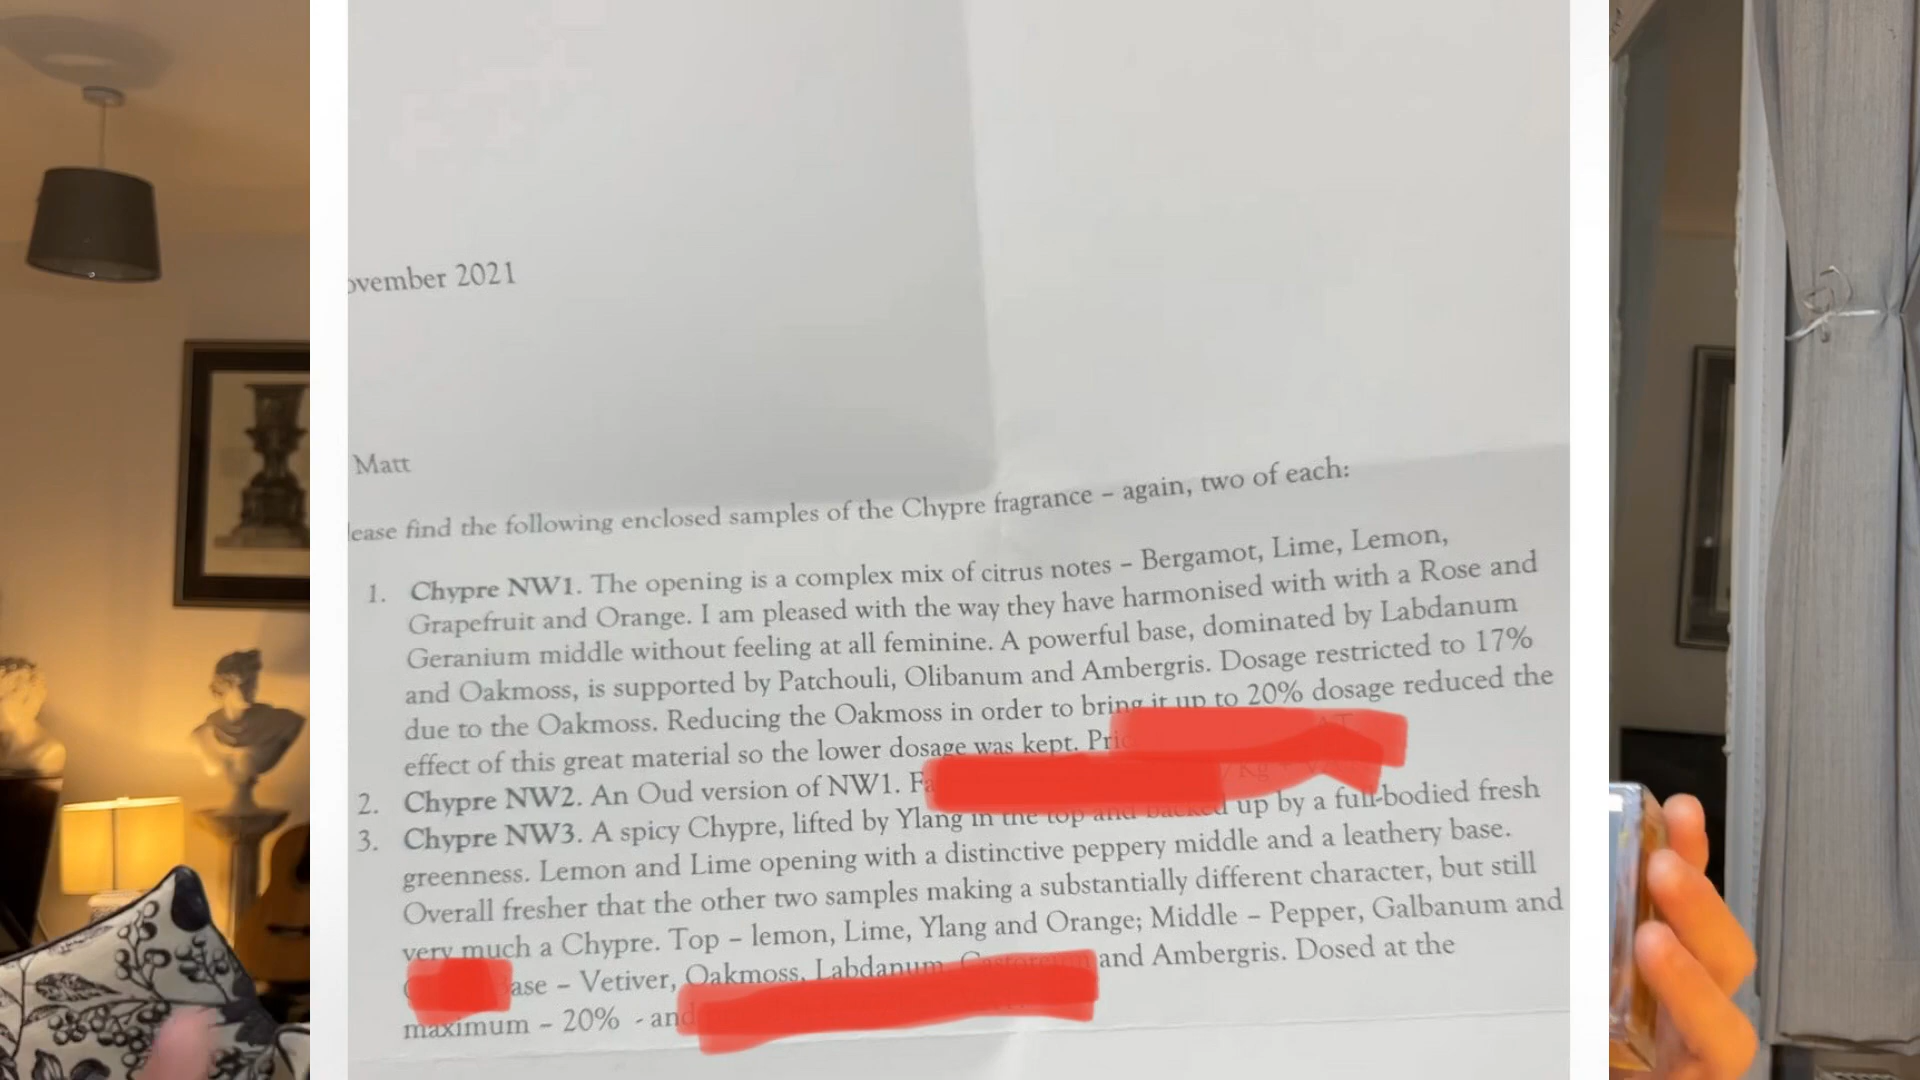 ovember 2021
Matt
lease find the following enclosed samples of the Chypre fragrance – again, two of each:
1. Chypre NW1. The opening is a complex mix of citrus notes – Bergamot, Lime, Lemon,
Grapefruit and Orange. I am pleased with the way they have harmonised with with a Rose and
Geranium middle without feeling at all feminine. A powerful base, dominated by Labdanum
and Oakmoss, is supported by Patchouli, Olibanum and Ambergris. Dosage restricted to 17%
due to the Oakmoss. Reducing the Oakmoss in order to bring it up to 20% dosage reduced the
effect of this great material so the lower dosage was kept.
2. Chypre NW2. An Oud version of NW1.
3. Chypre NW3. A spicy Chypre, lifted by Ylang in the top and backed up by a full-bodied fresh
greenness. Lemon and Lime opening with a distinctive peppery middle and a leathery base.
Overall fresher that the other two samples making a substantially different character, but still
very much a Chypre. Top – lemon, Lime, Ylang and Orange; Middle – Pepper, Galbanum and
ase – Vetiver, Oakmoss, Labdanum, and Ambergris. Dosed at the
maximum – 20% - and